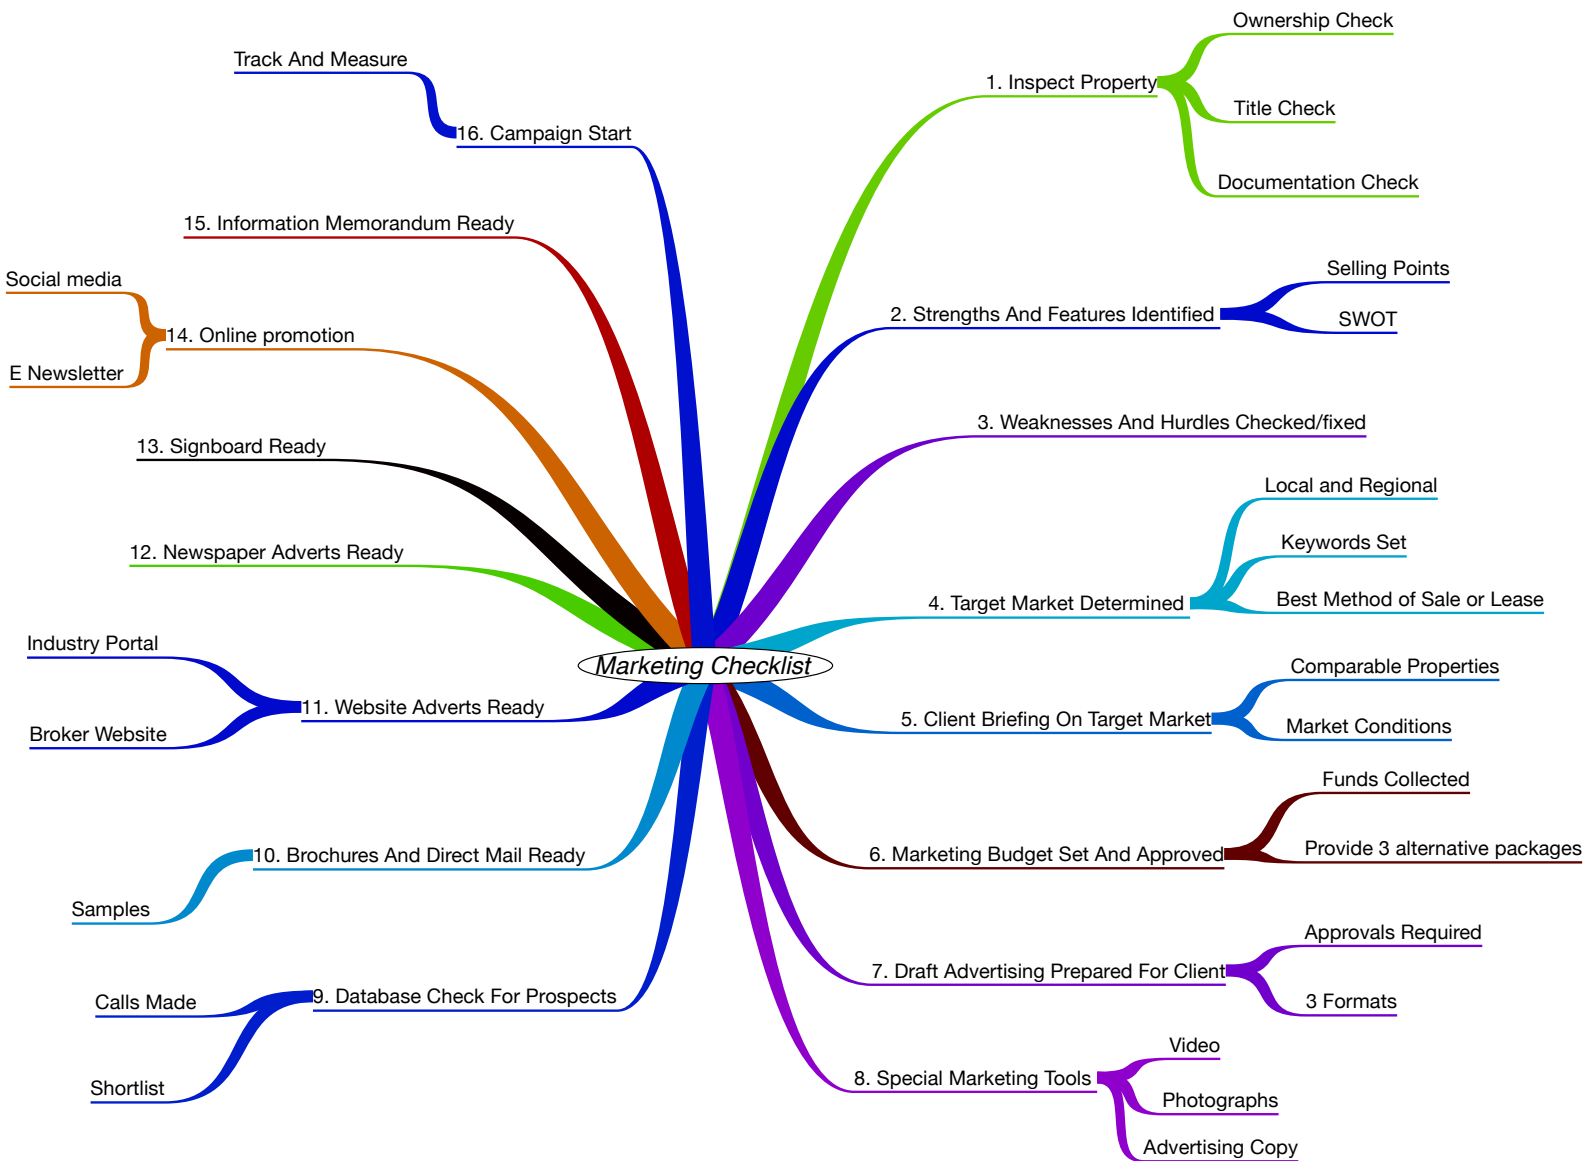 Marketing Checklist
1. Inspect Property
Ownership Check
Title Check
Documentation Check
2. Strengths And Features Identified
Selling Points
SWOT
3. Weaknesses And Hurdles Checked/fixed
4. Target Market Determined
Local and Regional
Keywords Set
Best Method of Sale or Lease
5. Client Briefing On Target Market
Comparable Properties
Market Conditions
6. Marketing Budget Set And Approved
Funds Collected
Provide 3 alternative packages
7. Draft Advertising Prepared For Client
Approvals Required
3 Formats
8. Special Marketing Tools
Video
Photographs
Advertising Copy
9. Database Check For Prospects
Calls Made
Shortlist
10. Brochures And Direct Mail Ready
Samples
11. Website Adverts Ready
Industry Portal
Broker Website
12. Newspaper Adverts Ready
13. Signboard Ready
14. Online promotion
Social media
E Newsletter
15. Information Memorandum Ready
16. Campaign Start
Track And Measure